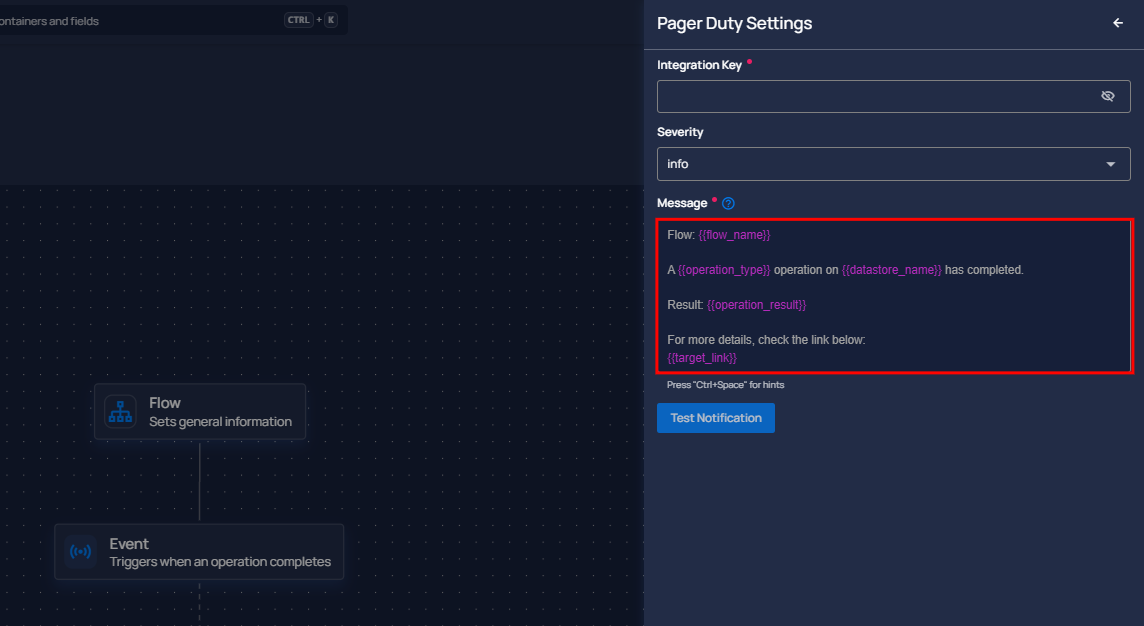 containers and fields
CTRL + K
Pager Duty Settings
Integration Key *
Severity
info
Message *
Flow: {{flow_name}}
A {{operation_type}} operation on {{datastore_name}} has completed.
Result: {{operation_result}}
For more details, check the link below:
{{target_link}}
Press "Ctrl+Space" for hints
Test Notification
Flow
Sets general information
Event
Triggers when an operation completes